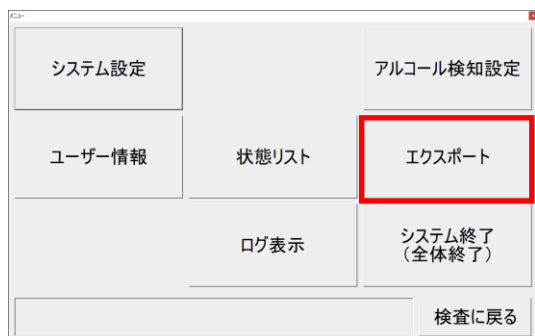 メニュー
システム設定
アルコール検知設定
ユーザー情報
状態リスト
エクスポート
ログ表示
システム終了
（全体終了）
検査に戻る